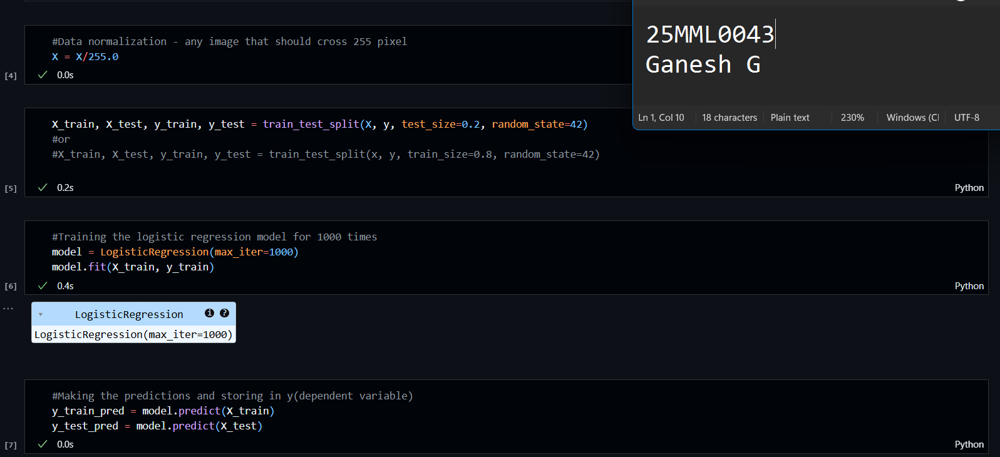 #Data normalization - any image that should cross 255 pixel
X = X/255.0
[4]
0.0s
25MML0043
Ganesh G
Ln 1, Col 10
18 characters
Plain text
230%
Windows (Cl
UTF-8
X_train, X_test, y_train, y_test = train_test_split(X, y, test_size=0.2, random_state=42)
#or
#X_train, X_test, y_train, y_test = train_test_split(x, y, train_size=0.8, random_state=42)
[5]
0.2s
Python
#Training the logistic regression model for 1000 times
model = LogisticRegression(max_iter=1000)
model.fit(X_train, y_train)
[6]
0.4s
Python
...
LogisticRegression
i ?
LogisticRegression(max_iter=1000)
#Making the predictions and storing in y(dependent variable)
y_train_pred = model.predict(X_train)
y_test_pred = model.predict(X_test)
[7]
0.0s
Python